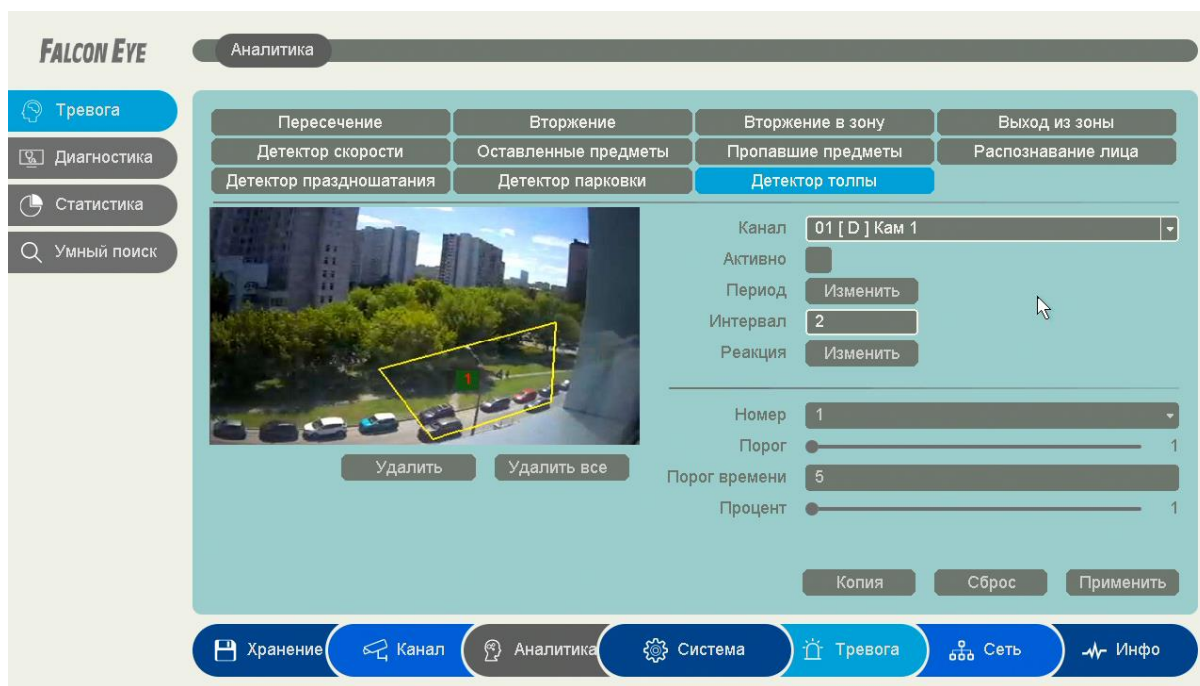 FALCON EYE
Аналитика
Тревога
Диагностика
Статистика
Умный поиск
Пересечение
Вторжение
Вторжение в зону
Выход из зоны
Детектор скорости
Оставленные предметы
Пропавшие предметы
Распознавание лица
Детектор праздношатания
Детектор парковки
Детектор толпы
1
Удалить
Удалить все
Канал 01 [ D ] Кам 1
Активно
Период Изменить
Интервал 2
Реакция Изменить
Номер 1
Порог 1
Порог времени 5
Процент 1
Копия
Сброс
Применить
Хранение
Канал
Аналитика
Система
Тревога
Сеть
Инфо